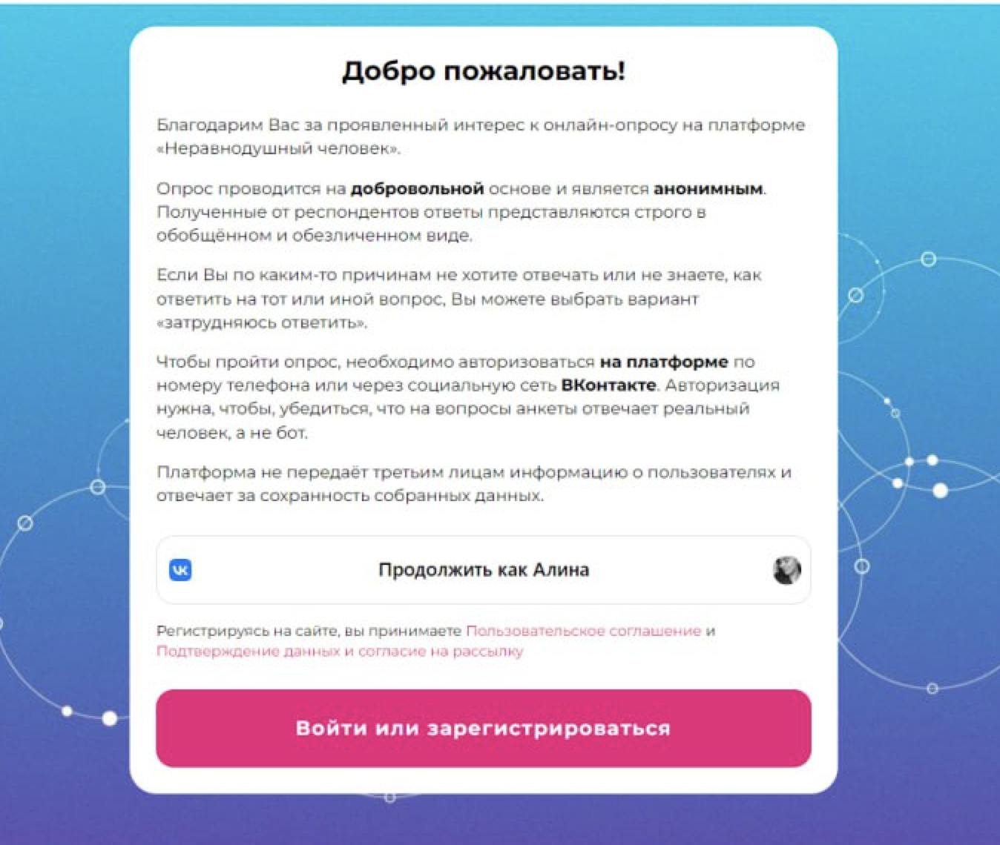 Добро пожаловать!
Благодарим Вас за проявленный интерес к онлайн-опросу на платформе
«Неравнодушный человек».
Опрос проводится на добровольной основе и является анонимным.
Полученные от респондентов ответы представляются строго в
обобщённом и обезличенном виде.
Если Вы по каким-то причинам не хотите отвечать или не знаете, как
ответить на тот или иной вопрос, Вы можете выбрать вариант
«затрудняюсь ответить».
Чтобы пройти опрос, необходимо авторизоваться на платформе по
номеру телефона или через социальную сеть ВКонтакте. Авторизация
нужна, чтобы, убедиться, что на вопросы анкеты отвечает реальный
человек, а не бот.
Платформа не передаёт третьим лицам информацию о пользователях и
отвечает за сохранность собранных данных.
Продолжить как Алина
Регистрируясь на сайте, вы принимаете Пользовательское соглашение и
Подтверждение данных и согласие на рассылку
Войти или зарегистрироваться